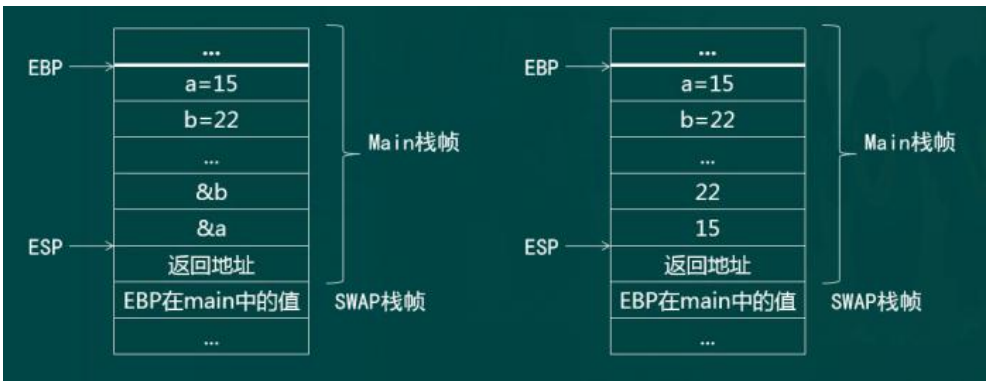 ...
EBP
a=15
b=22
...
Main栈帧
&b
&a
ESP
返回地址
EBP在main中的值
SWAP栈帧
...
...
EBP
a=15
b=22
...
Main栈帧
22
15
ESP
返回地址
EBP在main中的值
SWAP栈帧
...